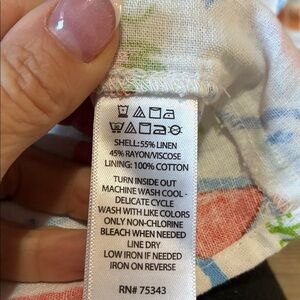 SHELL: 55% LINEN
45% RAYON/VISCOSE
LINING: 100% COTTON
TURN INSIDE OUT
MACHINE WASH COOL -
DELICATE CYCLE
WASH WITH LIKE COLORS
ONLY NON-CHLORINE
BLEACH WHEN NEEDED
LINE DRY
LOW IRON IF NEEDED
IRON ON REVERSE
RN# 75343